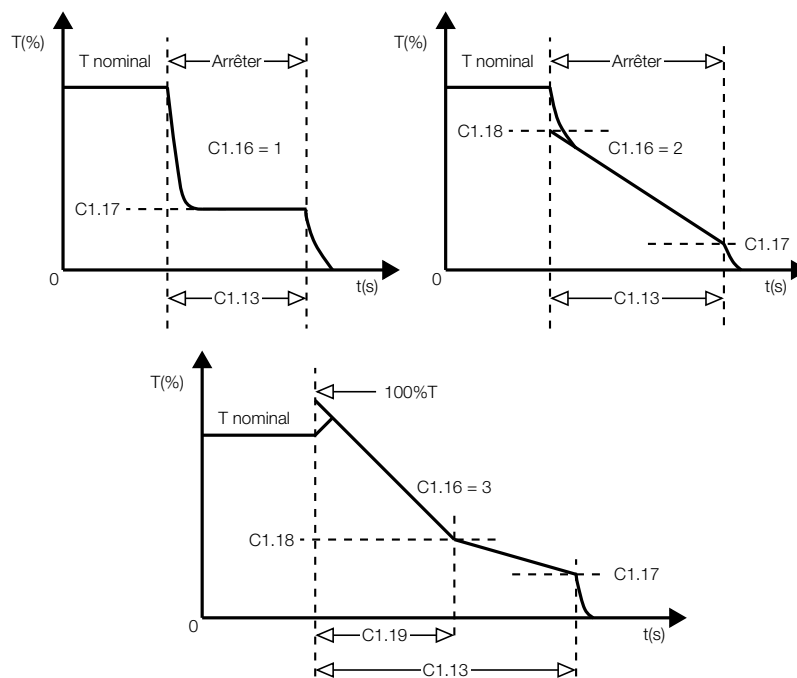 T(%)
T nominal
Arrêter
C1.16 = 1
C1.17
0
t(s)
C1.13
T(%)
T nominal
Arrêter
C1.18
C1.16 = 2
C1.17
0
t(s)
C1.13
T(%)
100%T
T nominal
C1.16 = 3
C1.18
C1.17
0
t(s)
C1.19
C1.13